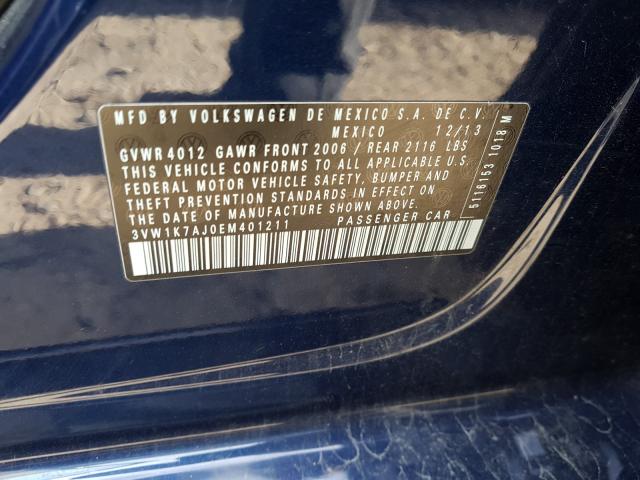 MFD BY VOLKSWAGEN DE MEXICO S.A. DE C.V.
MEXICO 12/13
GVWR 4012 GAWR FRONT 2006 / REAR 2116 LBS
THIS VEHICLE CONFORMS TO ALL APPLICABLE U.S.
FEDERAL MOTOR VEHICLE SAFETY, BUMPER AND
THEFT PREVENTION STANDARDS IN EFFECT ON
THE DATE OF MANUFACTURE SHOWN ABOVE.
3VW1K7AJ0EM401211 PASSENGER CAR
5116153 1018 M